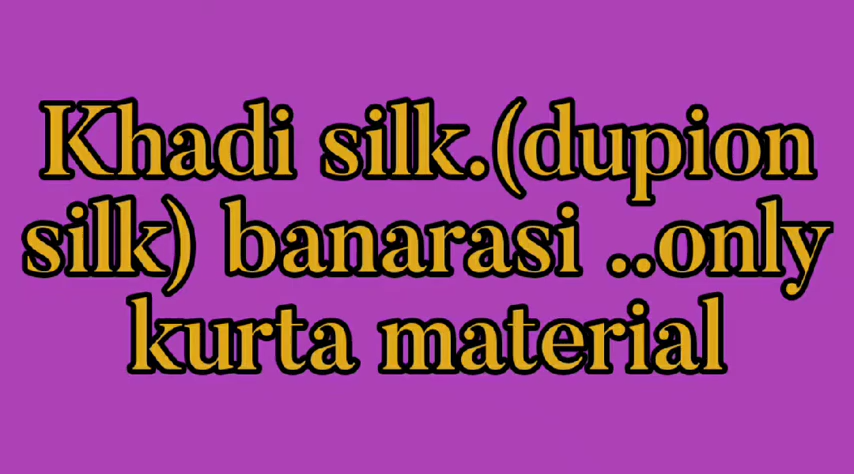 Khadi silk.(dupion
silk) banarasi ..only
kurta material